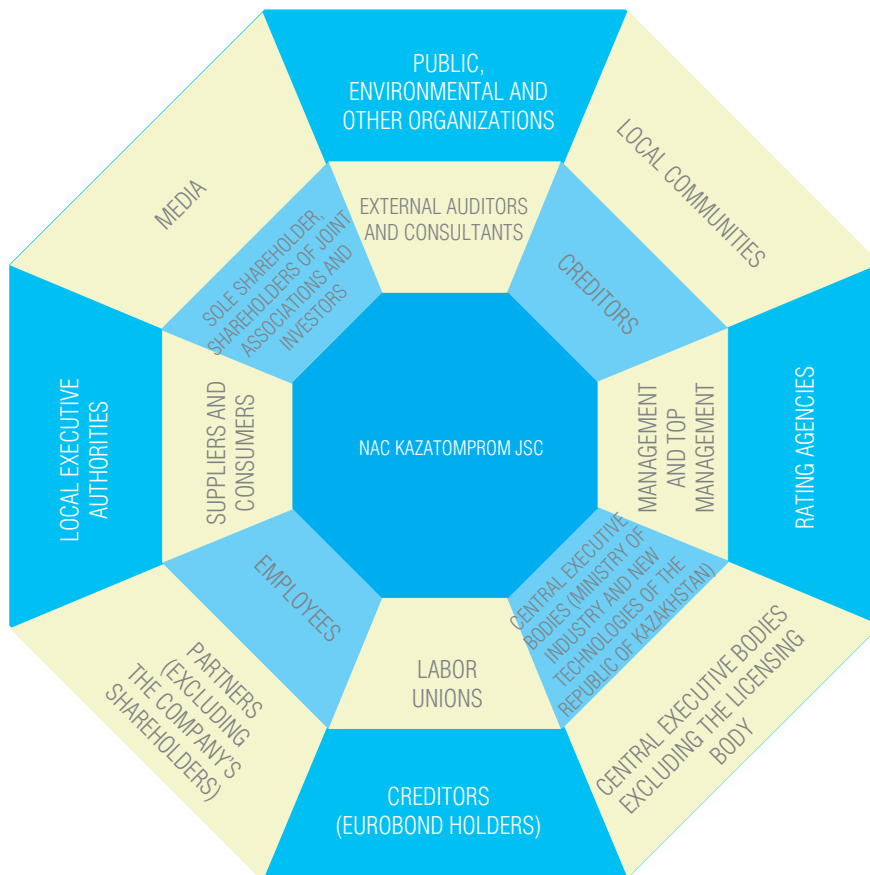 PUBLIC,
ENVIRONMENTAL AND
OTHER ORGANIZATIONS
LOCAL COMMUNITIES
MEDIA
EXTERNAL AUDITORS
AND CONSULTANTS
SOLE SHAREHOLDER,
SHAREHOLDERS OF JOINT
ASSOCIATIONS AND
INVESTORS
CREDITORS
LOCAL EXECUTIVE
AUTHORITIES
SUPPLIERS AND
CONSUMERS
NAC KAZATOMPROM JSC
MANAGEMENT
AND TOP
MANAGEMENT
RATING AGENCIES
EMPLOYEES
CENTRAL EXECUTIVE
BODIES (MINISTRY OF
INDUSTRY AND NEW
TECHNOLOGIES OF THE
REPUBLIC OF KAZAKHSTAN)
LABOR
UNIONS
PARTNERS
(EXCLUDING
THE COMPANY'S
SHAREHOLDERS)
CENTRAL EXECUTIVE BODIES
EXCLUDING THE LICENSING
BODY
CREDITORS
(EUROBOND HOLDERS)